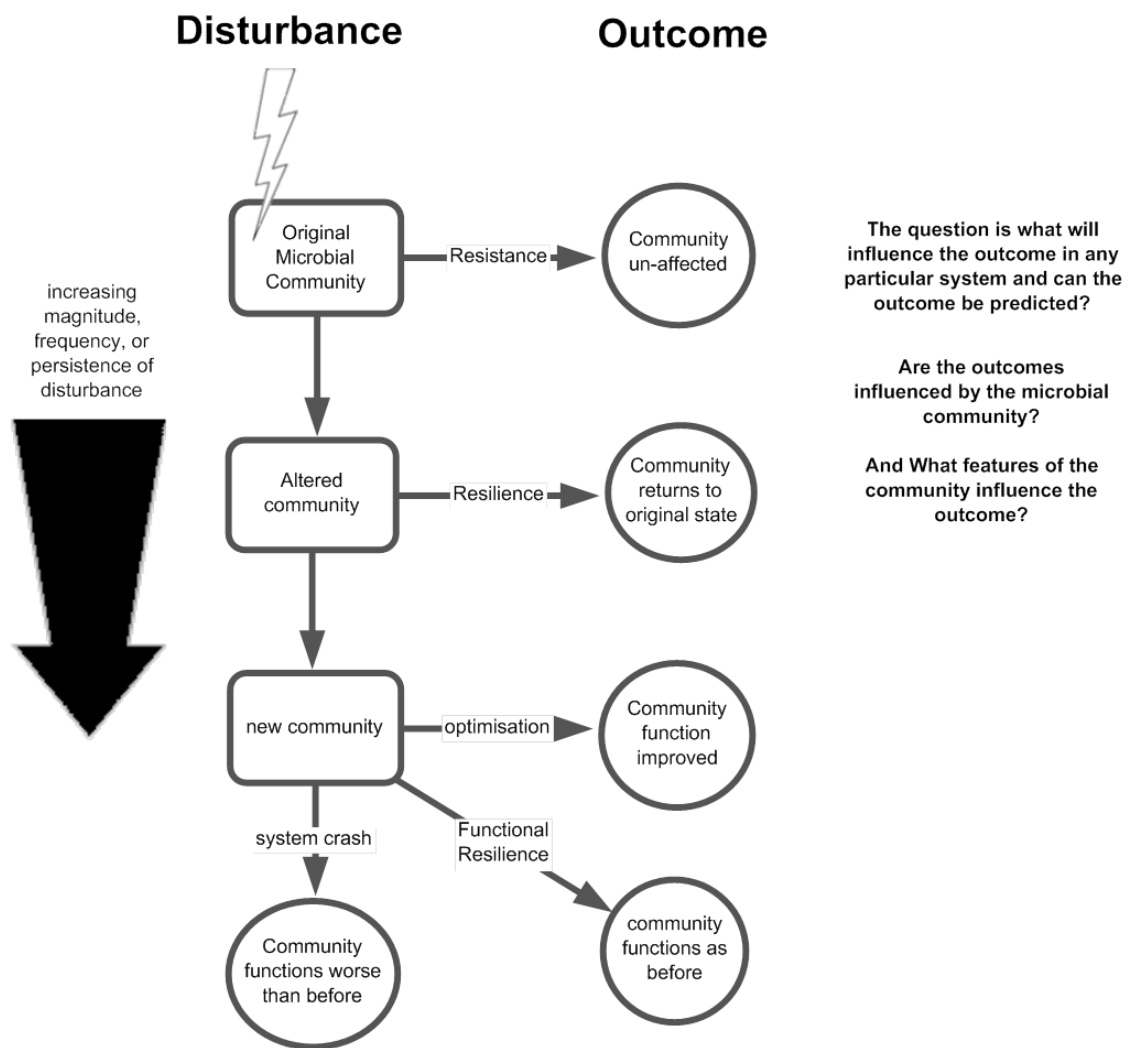 Disturbance
Outcome
Original
Microbial
Community
Resistance
Community
un-affected
The question is what will
influence the outcome in any
particular system and can the
outcome be predicted?
Are the outcomes
influenced by the microbial
community?
And What features of the
community influence the
outcome?
increasing
magnitude,
frequency, or
persistence of
disturbance
Altered
community
Resilience
Community
returns to
original state
new community
optimisation
Community
function
improved
system crash
Functional
Resilience
Community
functions worse
than before
community
functions as
before